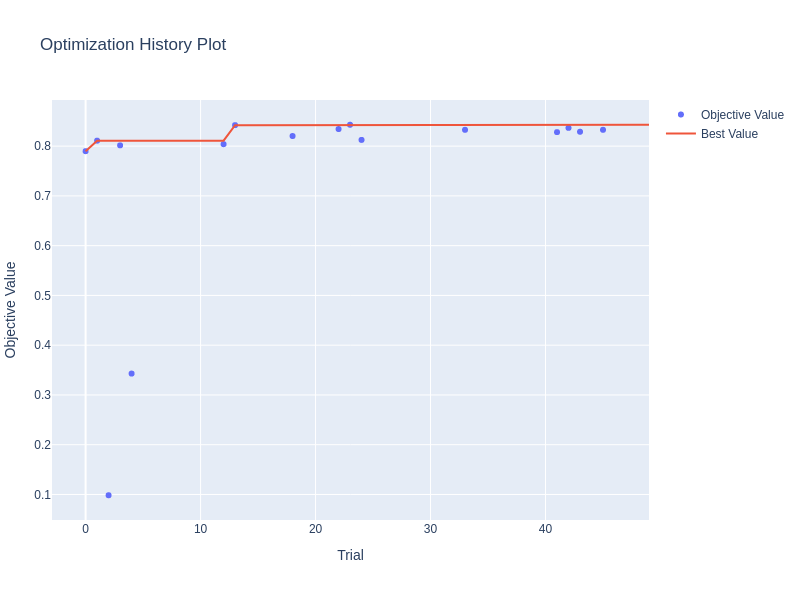 Optimization History Plot
Objective Value
Best Value
0.8
0.7
0.6
0.5
0.4
0.3
0.2
0.1
Objective Value
0
10
20
30
40
Trial